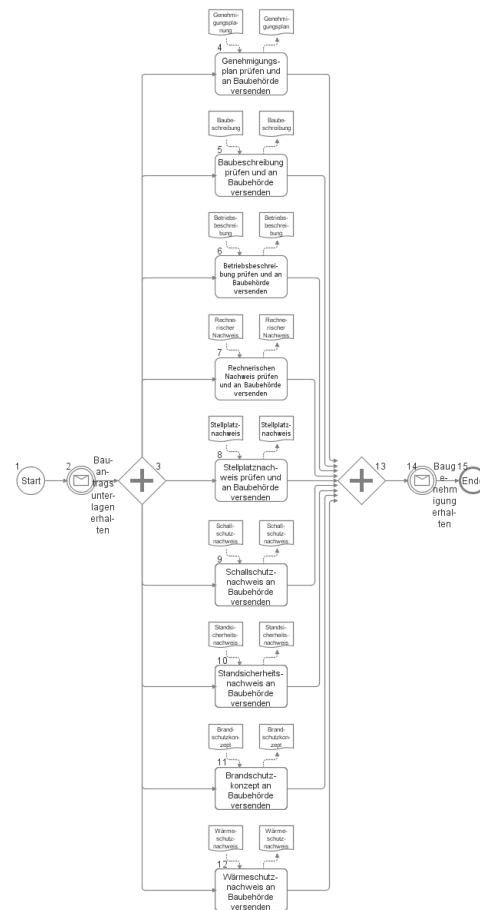 Genehmi-
gungspla-
nung
Genehmi-
gungsplan
4
Genehmigungs-
plan prüfen und
an Baubehörde
versenden
Baube-
schreibung
Baube-
schreibung
5
Baubeschreibung
prüfen und an
Baubehörde
versenden
Betriebs-
beschrei-
bung
Betriebs-
beschrei-
bung
6
Betriebsbeschrei-
bung prüfen und an
Baubehörde
versenden
Rechne-
rischer
Nachweis
Rechne-
rischer
Nachweis
7
Rechnerischen
Nachweis prüfen
und an Baubehörde
versenden
Stellplatz-
nachweis
Stellplatz-
nachweis
8
Stellplatznach-
weis prüfen und
an Baubehörde
versenden
1
Start
2
Bau-
an-
trags
unter-
lagen
erhal-
ten
3
13
14
Baug
e-
nehm
igung
erhal-
ten
15
Ende
Schall-
schutz-
nachweis
Schall-
schutz-
nachweis
9
Schallschutz-
nachweis an
Baubehörde
versenden
Standsi-
cherheits-
nachweis
Standsi-
cherheits-
nachweis
10
Standsicherheits-
nachweis an
Baubehörde
versenden
Brand-
schutzkon-
zept
Brand-
schutzkon-
zept
11
Brandschutz-
konzept an
Baubehörde
versenden
Wärme-
schutz-
nachweis
Wärme-
schutz-
nachweis
12
Wärmeschutz-
nachweis an
Baubehörde
versenden